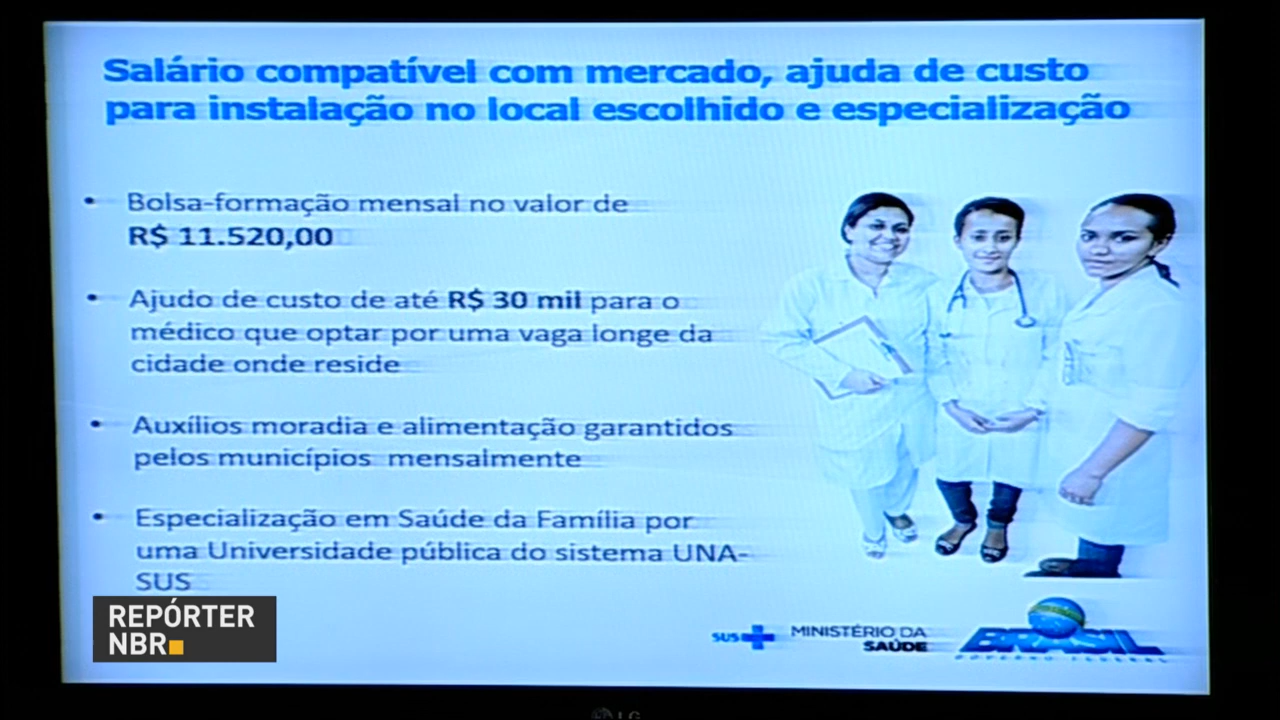 Salário compatível com mercado, ajuda de custo
para instalação no local escolhido e especialização
• Bolsa-formação mensal no valor de
R$ 11.520,00
• Ajudo de custo de até R$ 30 mil para o
médico que optar por uma vaga longe da
cidade onde reside
• Auxílios moradia e alimentação garantidos
pelos municípios mensalmente
• Especialização em Saúde da Família por
uma Universidade pública do sistema UNA-
SUS
REPÓRTER
NBR
SUS
MINISTÉRIO DA
SAÚDE
BRASIL
GOVERNO FEDERAL
LG